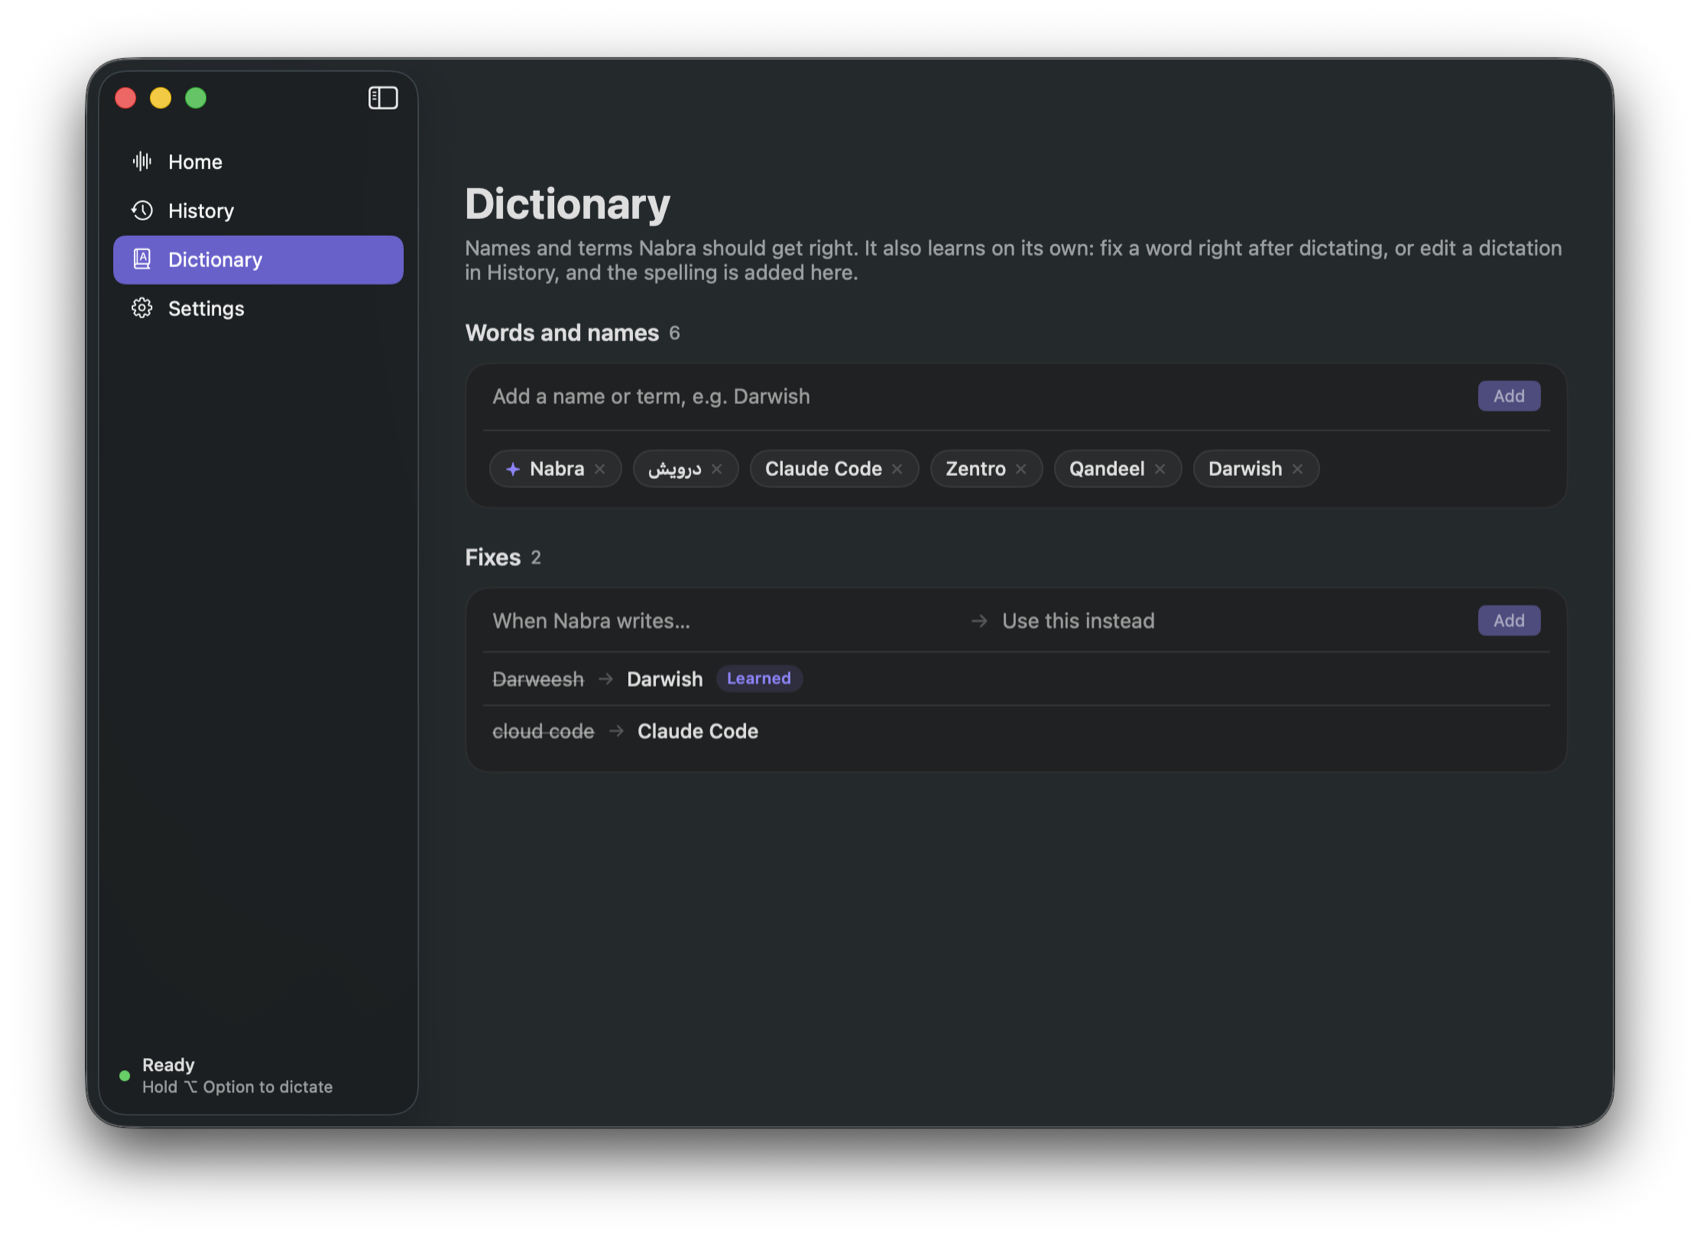 Home
History
Dictionary
Settings
Ready
Hold ⌥ Option to dictate
Dictionary
Names and terms Nabra should get right. It also learns on its own: fix a word right after dictating, or edit a dictation
in History, and the spelling is added here.
Words and names 6
Add a name or term, e.g. Darwish Add
Nabra × درويش × Claude Code × Zentro × Qandeel × Darwish ×
Fixes 2
When Nabra writes... → Use this instead Add
Darweesh → Darwish Learned
cloud code → Claude Code